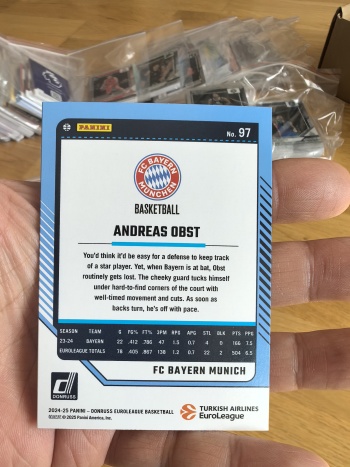 PANINI
No. 97
FC BAYERN
MÜNCHEN
BASKETBALL
ANDREAS OBST
You'd think it'd be easy for a defense to keep track
of a star player. Yet, when Bayern is at bat, Obst
routinely gets lost. The cheeky guard tucks himself
under hard-to-find corners of the court with
well-timed movement and cuts. As soon as
backs turn, he's off with pace.
SEASON TEAM G FG% FT% 3PM RPG APG STL BLK PTS PPG
23-24 BAYERN 22 .412 .786 47 1.5 0.7 4 0 166 7.5
EUROLEAGUE TOTALS 78 .405 .867 138 1.2 0.7 22 2 504 6.5
FC BAYERN MUNICH
DONRUSS
2024-25 PANINI – DONRUSS EUROLEAGUE BASKETBALL
© 2025 Panini America, Inc.
TURKISH AIRLINES
EuroLeague